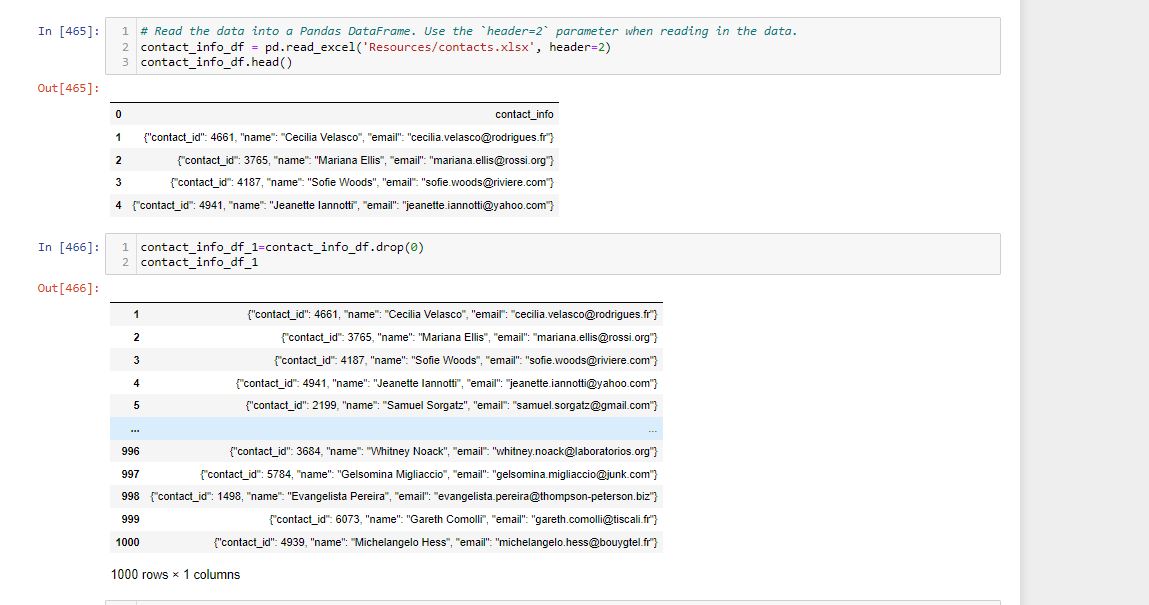 In [465]:
1 # Read the data into a Pandas DataFrame. Use the `header=2` parameter when reading in the data.
2 contact_info_df = pd.read_excel('Resources/contacts.xlsx', header=2)
3 contact_info_df.head()
Out[465]:
0 contact_info
1 {"contact_id": 4661, "name": "Cecilia Velasco", "email": "cecilia.velasco@rodrigues.fr"}
2 {"contact_id": 3765, "name": "Mariana Ellis", "email": "mariana.ellis@rossi.org"}
3 {"contact_id": 4187, "name": "Sofie Woods", "email": "sofie.woods@riviere.com"}
4 {"contact_id": 4941, "name": "Jeanette Iannotti", "email": "jeanette.iannotti@yahoo.com"}
In [466]:
1 contact_info_df_1=contact_info_df.drop(0)
2 contact_info_df_1
Out[466]:
1 {"contact_id": 4661, "name": "Cecilia Velasco", "email": "cecilia.velasco@rodrigues.fr"}
2 {"contact_id": 3765, "name": "Mariana Ellis", "email": "mariana.ellis@rossi.org"}
3 {"contact_id": 4187, "name": "Sofie Woods", "email": "sofie.woods@riviere.com"}
4 {"contact_id": 4941, "name": "Jeanette Iannotti", "email": "jeanette.iannotti@yahoo.com"}
5 {"contact_id": 2199, "name": "Samuel Sorgatz", "email": "samuel.sorgatz@gmail.com"}
... ...
996 {"contact_id": 3684, "name": "Whitney Noack", "email": "whitney.noack@laboratorios.org"}
997 {"contact_id": 5784, "name": "Gelsomina Migliaccio", "email": "gelsomina.migliaccio@junk.com"}
998 {"contact_id": 1498, "name": "Evangelista Pereira", "email": "evangelista.pereira@thompson-peterson.biz"}
999 {"contact_id": 6073, "name": "Gareth Comolli", "email": "gareth.comolli@tiscali.fr"}
1000 {"contact_id": 4939, "name": "Michelangelo Hess", "email": "michelangelo.hess@bouygtel.fr"}
1000 rows × 1 columns